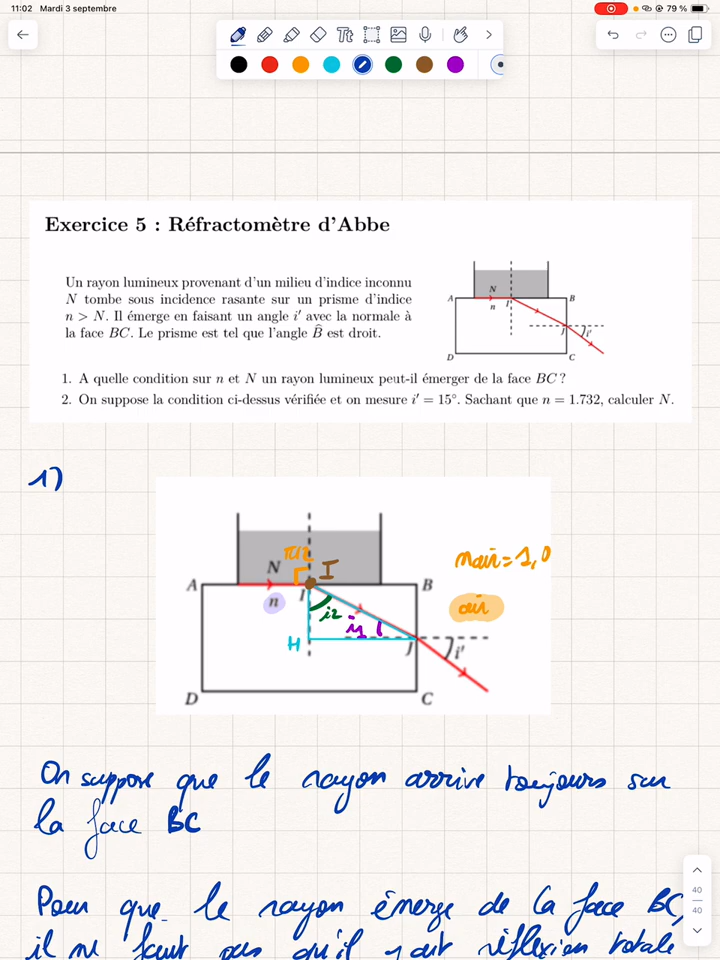 11:02 Mardi 3 septembre
79 %
Exercice 5 : Réfractomètre d'Abbe
Un rayon lumineux provenant d'un milieu d'indice inconnu
N tombe sous incidence rasante sur un prisme d'indice
n > N. Il émerge en faisant un angle i' avec la normale à
la face BC. Le prisme est tel que l'angle B̂ est droit.
N
A
I
B
n
J
i'
D
C
1. A quelle condition sur n et N un rayon lumineux peut-il émerger de la face BC ?
2. On suppose la condition ci-dessus vérifiée et on mesure i' = 15°. Sachant que n = 1.732, calculer N.
1)
π/2
N
I
nair = 1,0
A
I
B
n
i2
air
H
i1
J
i'
D
C
On suppose que le rayon arrive toujours sur
la face BC
Pour que le rayon émerge de la face BC,
il ne faut pas qu'il y ait réflexion totale
40
40